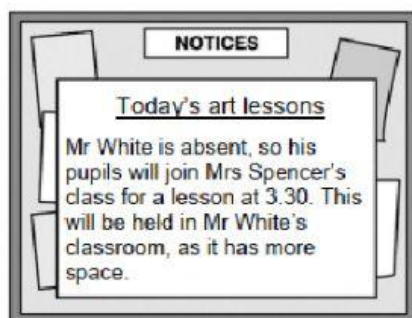 NOTICES
Today's art lessons
Mr White is absent, so his
pupils will join Mrs Spencer's
class for a lesson at 3.30. This
will be held in Mr White's
classroom, as it has more
space.